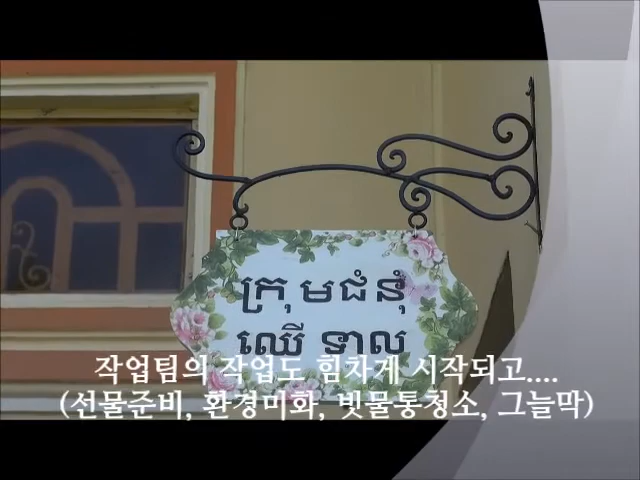 ក្រុមជំនុំ
ឈើទាល
작업팀의 작업도 힘차게 시작되고....
(선물준비, 환경미화, 빗물통청소, 그늘막)